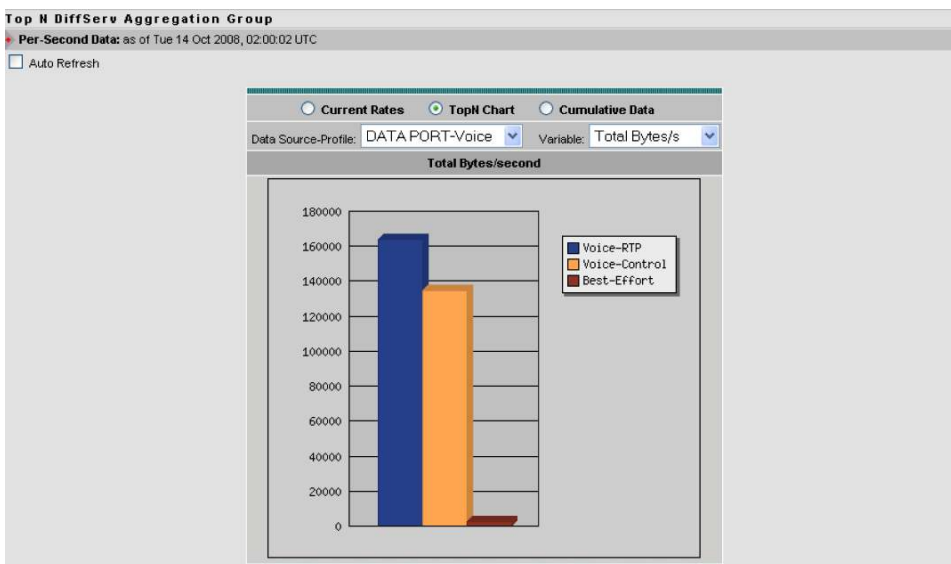 Top N DiffServ Aggregation Group
Per-Second Data: as of Tue 14 Oct 2008, 02:00:02 UTC
Auto Refresh
Current Rates TopN Chart Cumulative Data
Data Source-Profile: DATA PORT-Voice Variable: Total Bytes/s
Total Bytes/second
180000
160000
140000
120000
100000
80000
60000
40000
20000
0
Voice-RTP
Voice-Control
Best-Effort